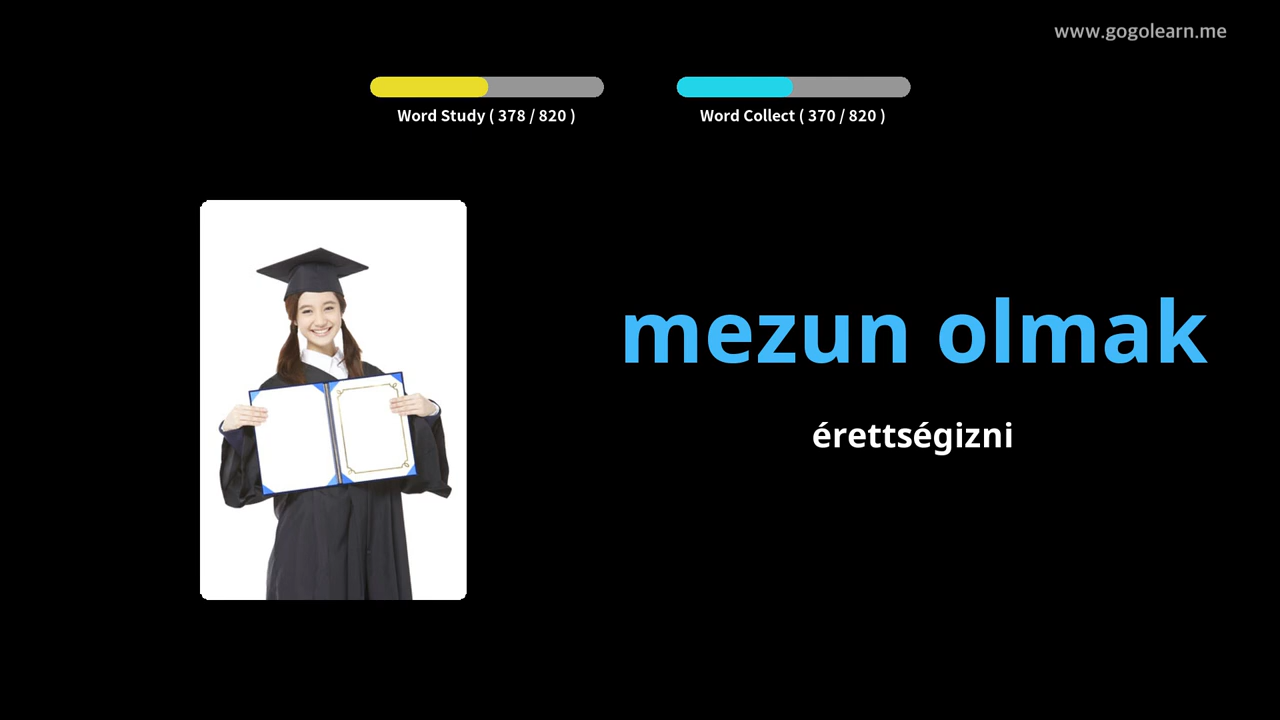 www.gogolearn.me
Word Study ( 378 / 820 )
Word Collect ( 370 / 820 )
mezun olmak
érettségizni